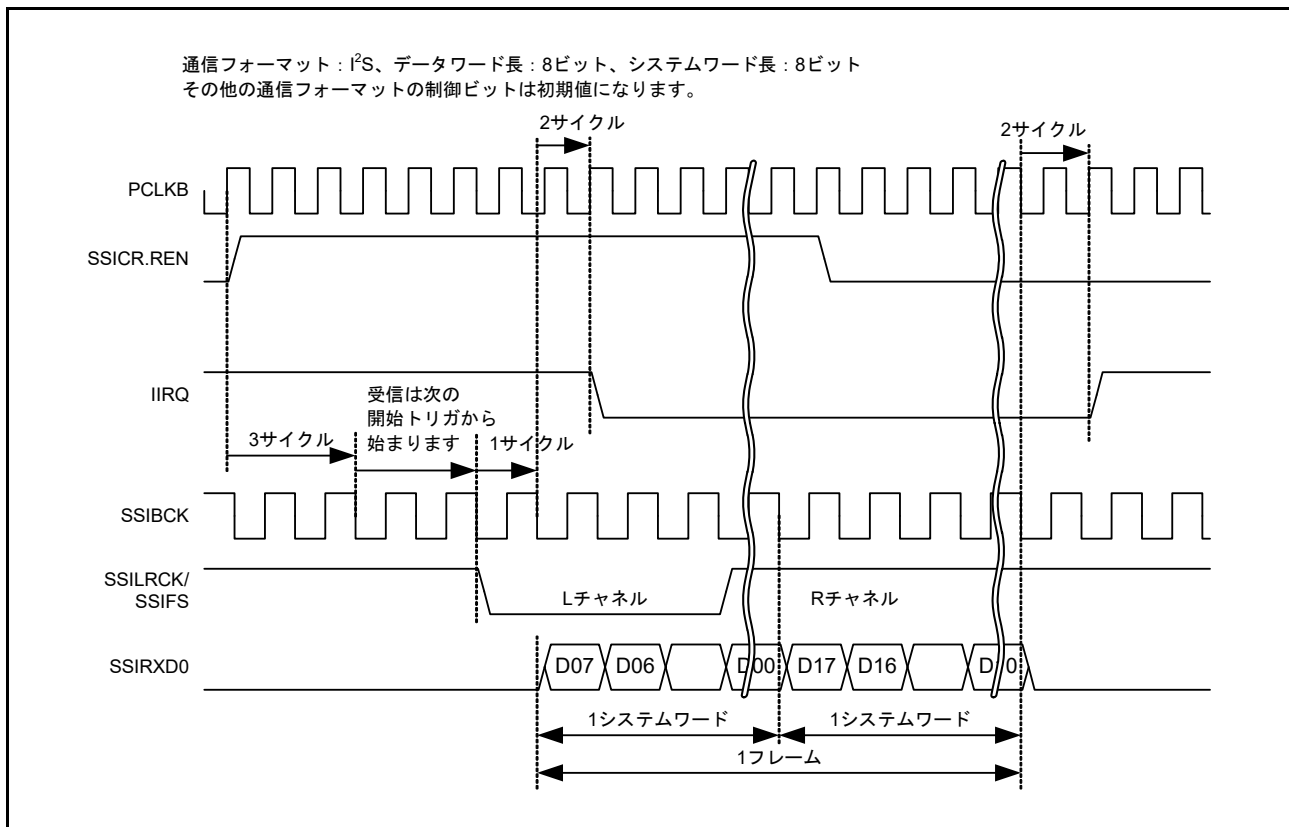 通信フォーマット：I²S、データワード長：8ビット、システムワード長：8ビット
その他の通信フォーマットの制御ビットは初期値になります。
2サイクル
2サイクル
PCLKB
SSICR.REN
IIRQ
受信は次の
開始トリガから
始まります
3サイクル
1サイクル
SSIBCK
SSILRCK/
SSIFS
Lチャネル
Rチャネル
SSIRXD0
D07
D06
D00
D17
D16
1システムワード
1システムワード
1フレーム